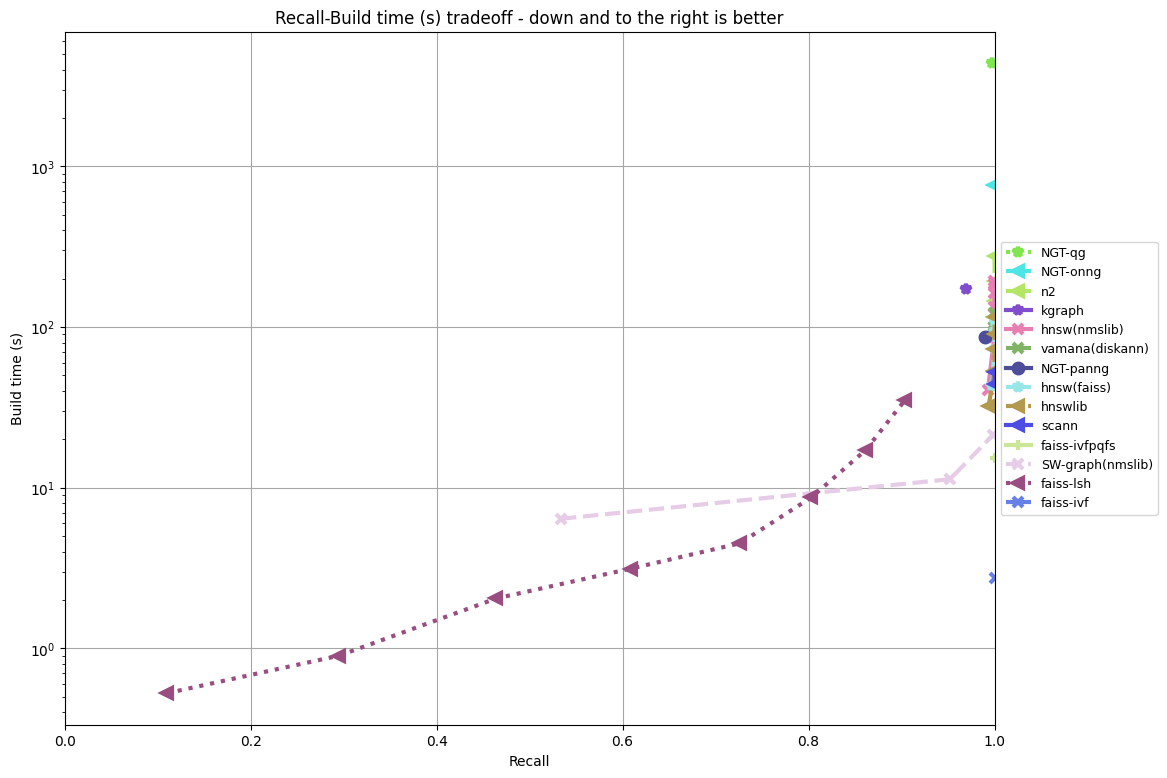 Recall-Build time (s) tradeoff - down and to the right is better
Build time (s)
10³
10²
10¹
10⁰
0.0
0.2
0.4
0.6
0.8
1.0
Recall
NGT-qg
NGT-onng
n2
kgraph
hnsw(nmslib)
vamana(diskann)
NGT-panng
hnsw(faiss)
hnswlib
scann
faiss-ivfpqfs
SW-graph(nmslib)
faiss-lsh
faiss-ivf